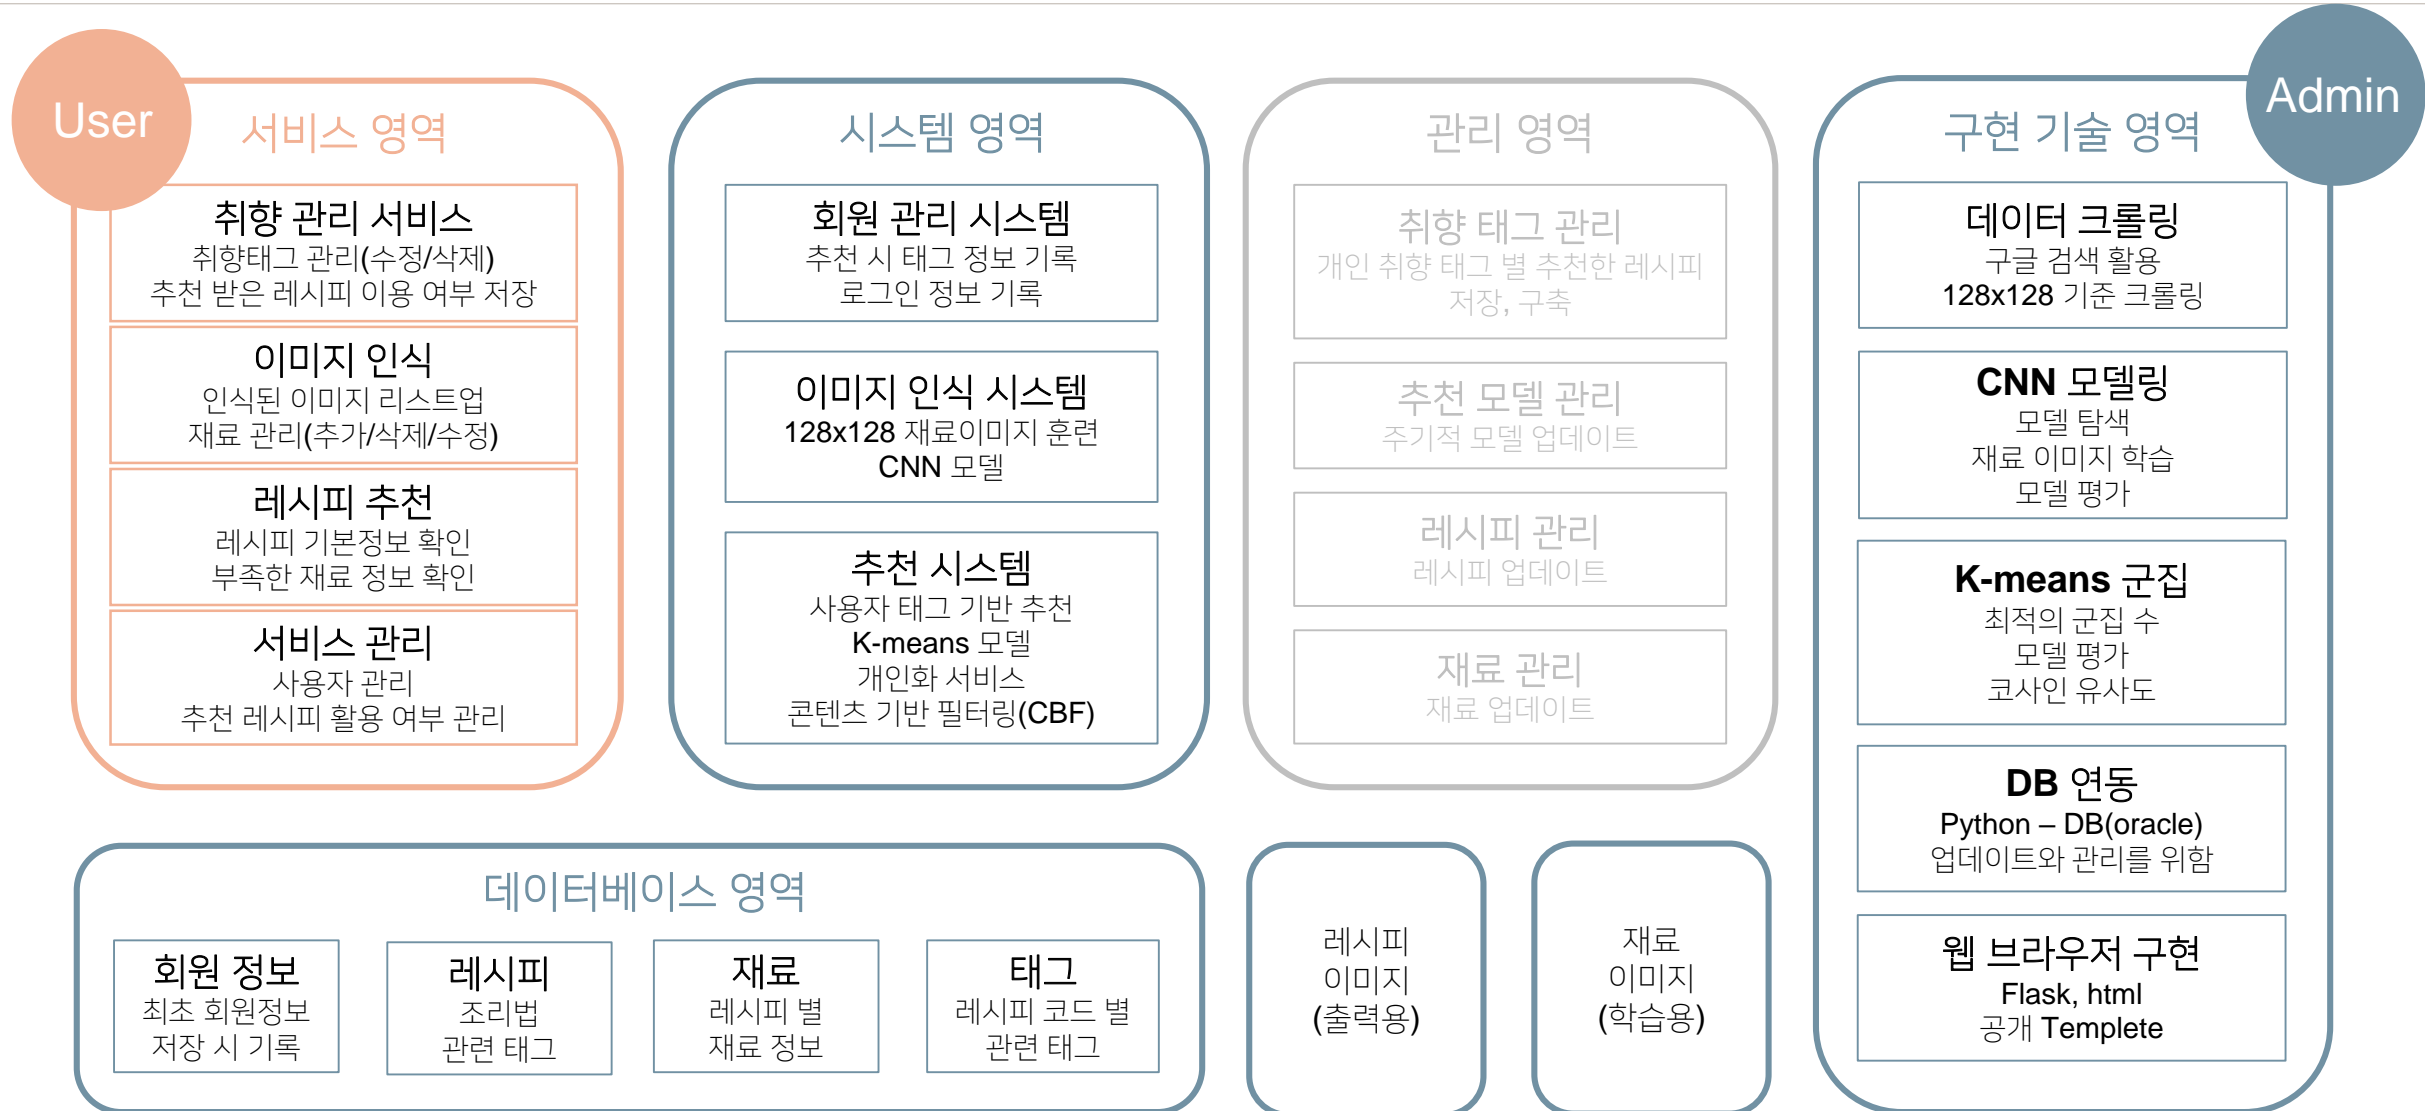 User
서비스 영역
취향 관리 서비스
취향태그 관리(수정/삭제)
추천 받은 레시피 이용 여부 저장
이미지 인식
인식된 이미지 리스트업
재료 관리(추가/삭제/수정)
레시피 추천
레시피 기본정보 확인
부족한 재료 정보 확인
서비스 관리
사용자 관리
추천 레시피 활용 여부 관리
시스템 영역
회원 관리 시스템
추천 시 태그 정보 기록
로그인 정보 기록
이미지 인식 시스템
128x128 재료이미지 훈련
CNN 모델
추천 시스템
사용자 태그 기반 추천
K-means 모델
개인화 서비스
콘텐츠 기반 필터링(CBF)
관리 영역
취향 태그 관리
개인 취향 태그 별 추천한 레시피
저장, 구축
추천 모델 관리
주기적 모델 업데이트
레시피 관리
레시피 업데이트
재료 관리
재료 업데이트
Admin
구현 기술 영역
데이터 크롤링
구글 검색 활용
128x128 기준 크롤링
CNN 모델링
모델 탐색
재료 이미지 학습
모델 평가
K-means 군집
최적의 군집 수
모델 평가
코사인 유사도
DB 연동
Python – DB(oracle)
업데이트와 관리를 위함
웹 브라우저 구현
Flask, html
공개 Templete
데이터베이스 영역
회원 정보
최초 회원정보
저장 시 기록
레시피
조리법
관련 태그
재료
레시피 별
재료 정보
태그
레시피 코드 별
관련 태그
레시피
이미지
(출력용)
재료
이미지
(학습용)